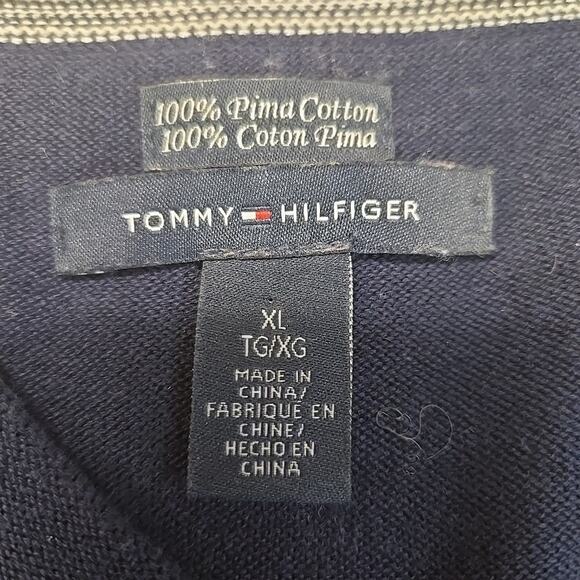 100% Pima Cotton
100% Coton Pima
TOMMY HILFIGER
XL
TG/XG
MADE IN
CHINA/
FABRIQUÉ EN
CHINE/
HECHO EN
CHINA